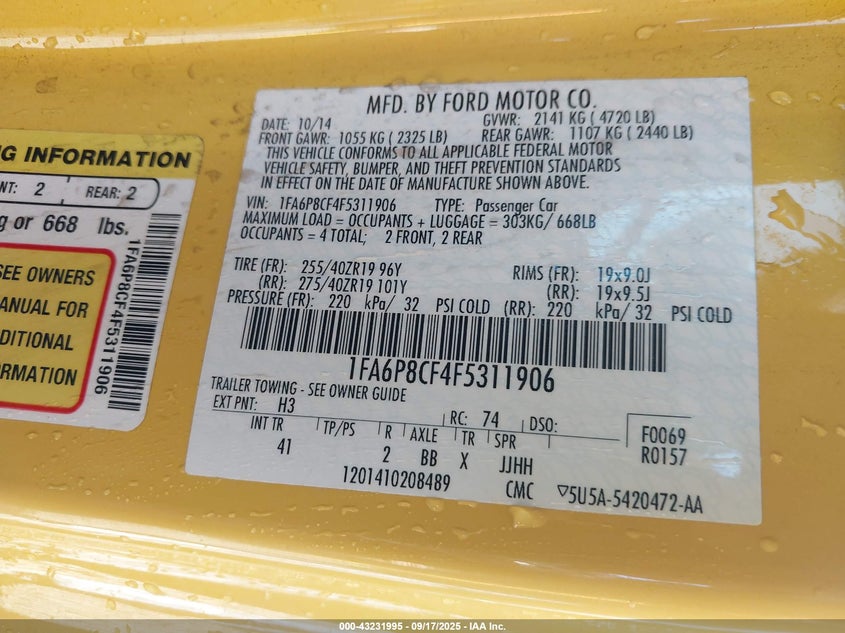 MFD. BY FORD MOTOR CO.
DATE: 10/14 GVWR: 2141 KG ( 4720 LB)
FRONT GAWR: 1055 KG ( 2325 LB) REAR GAWR: 1107 KG ( 2440 LB)
THIS VEHICLE CONFORMS TO ALL APPLICABLE FEDERAL MOTOR
VEHICLE SAFETY, BUMPER, AND THEFT PREVENTION STANDARDS
IN EFFECT ON THE DATE OF MANUFACTURE SHOWN ABOVE.
VIN: 1FA6P8CF4F5311906 TYPE: Passenger Car
MAXIMUM LOAD = OCCUPANTS + LUGGAGE = 303KG/ 668LB
OCCUPANTS = 4 TOTAL; 2 FRONT, 2 REAR
TIRE (FR): 255/40ZR19 96Y RIMS (FR): 19x9.0J
(RR): 275/40ZR19 101Y (RR): 19x9.5J
PRESSURE (FR): 220 kPa/ 32 PSI COLD (RR): 220 kPa/ 32 PSI COLD
1FA6P8CF4F5311906
TRAILER TOWING - SEE OWNER GUIDE
EXT PNT: H3 RC: 74 DSO: F0069
INT TR TP/PS R AXLE TR SPR R0157
41 2 BB X JJHH
1201410208489 CMC ▽5U5A-5420472-AA
NG INFORMATION
NT: 2 REAR: 2
g or 668 lbs.
SEE OWNERS
MANUAL FOR
DITIONAL
ORMATION
1FA6P8CF4F5311906
000-43231995 - 09/17/2025 - IAA Inc.